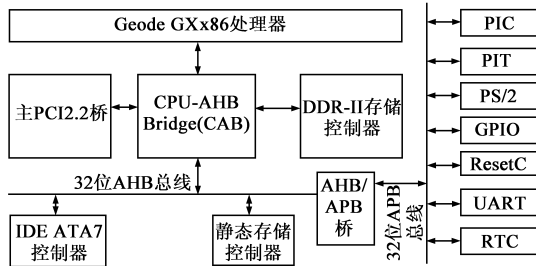 Geode GXx86处理器
主PCI2.2桥
CPU-AHB
Bridge(CAB)
DDR-II存储
控制器
32位AHB总线
AHB/
APB
桥
32位APB
总线
IDE ATA7
控制器
静态存储
控制器
PIC
PIT
PS/2
GPIO
ResetC
UART
RTC